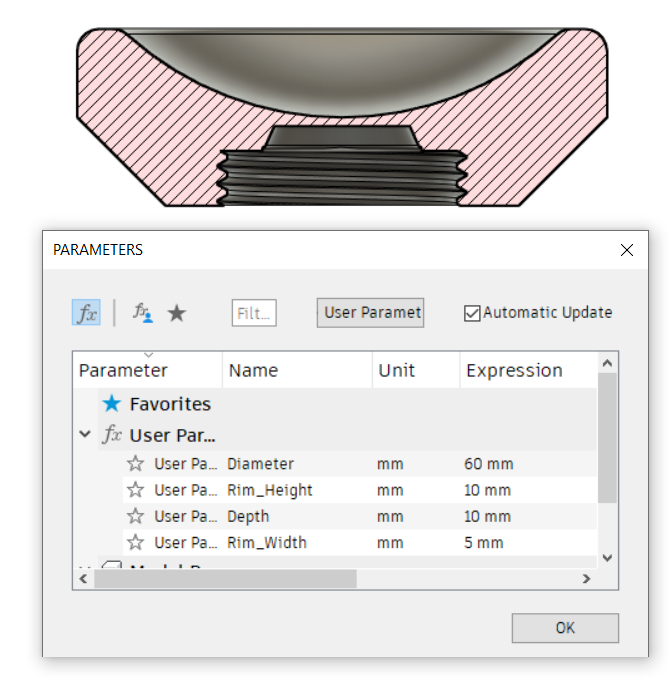 PARAMETERS
fx
Filt...
User Paramet
Automatic Update
Parameter Name Unit Expression
Favorites
fx User Par...
User Pa... Diameter mm 60 mm
User Pa... Rim_Height mm 10 mm
User Pa... Depth mm 10 mm
User Pa... Rim_Width mm 5 mm
OK